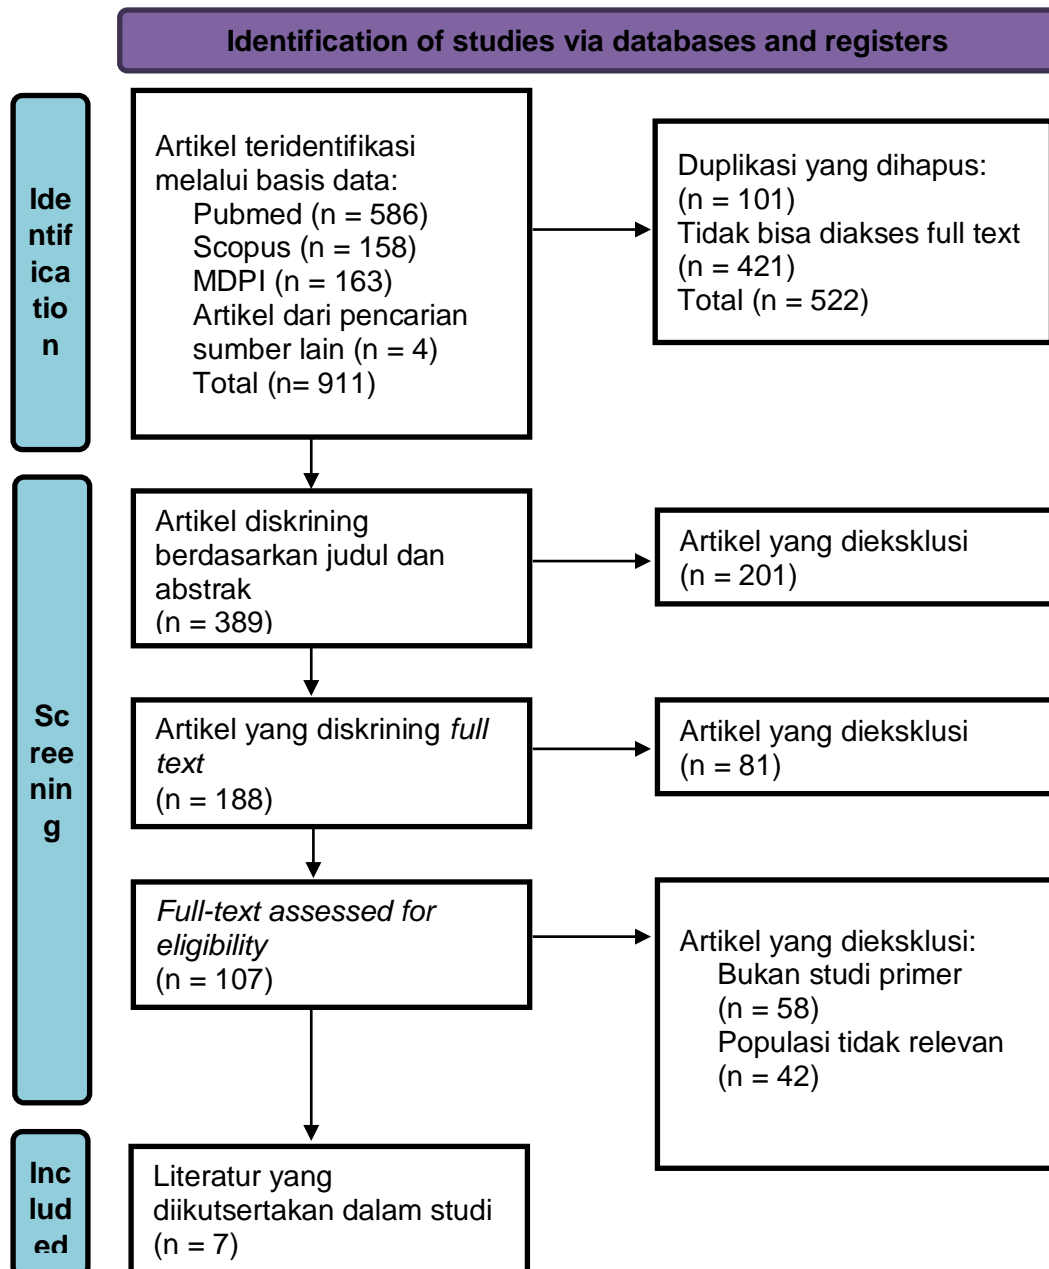 Identification of studies via databases and registers
Ide
ntif
ica
tio
n
Artikel teridentifikasi
melalui basis data:
Pubmed (n = 586)
Scopus (n = 158)
MDPI (n = 163)
Artikel dari pencarian
sumber lain (n = 4)
Total (n= 911)
Duplikasi yang dihapus:
(n = 101)
Tidak bisa diakses full text
(n = 421)
Total (n = 522)
Sc
ree
nin
g
Artikel diskrining
berdasarkan judul dan
abstrak
(n = 389)
Artikel yang dieksklusi
(n = 201)
Artikel yang diskrining full
text
(n = 188)
Artikel yang dieksklusi
(n = 81)
Full-text assessed for
eligibility
(n = 107)
Artikel yang dieksklusi:
Bukan studi primer
(n = 58)
Populasi tidak relevan
(n = 42)
Inc
lud
ed
Literatur yang
diikutsertakan dalam studi
(n = 7)